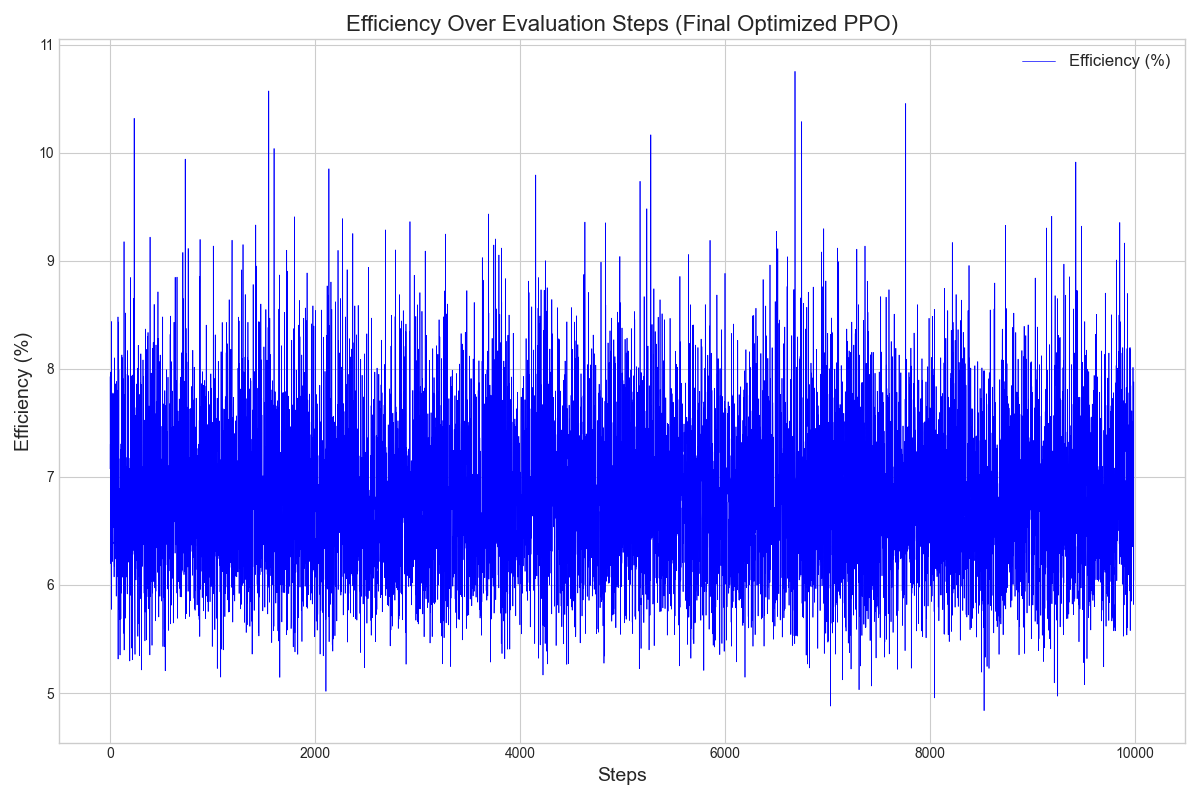 Efficiency Over Evaluation Steps (Final Optimized PPO)
Efficiency (%)
11
10
9
8
7
6
5
Efficiency (%)
0 2000 4000 6000 8000 10000
Steps